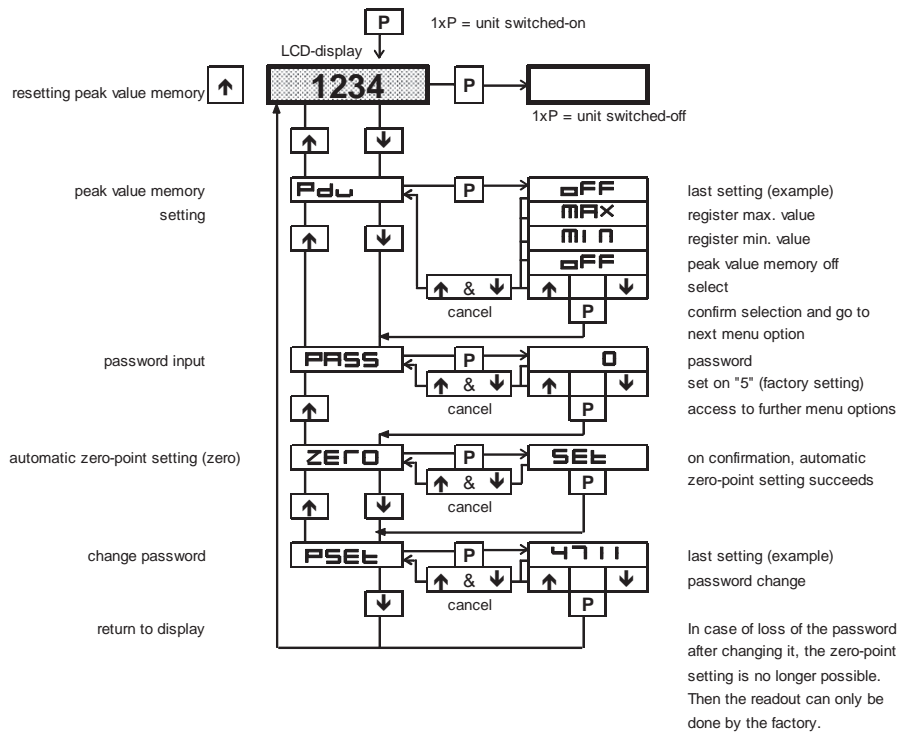 P 1xP = unit switched-on
LCD-display
resetting peak value memory ↑ 1234 P
1xP = unit switched-off
↑ ↓
peak value memory Pdu P oFF last setting (example)
setting MAX register max. value
↑ ↓ MIN register min. value
oFF peak value memory off
↑ & ↓ ↑ ↓ select
cancel P confirm selection and go to
next menu option
password input PASS P 0 password
↑ & ↓ ↑ ↓ set on "5" (factory setting)
↑ cancel P access to further menu options
automatic zero-point setting (zero) ZEro P SEt on confirmation, automatic
↑ & ↓ P zero-point setting succeeds
↑ ↓ cancel
change password PSEt P 4711 last setting (example)
↑ & ↓ ↑ ↓ password change
↓ cancel P
return to display In case of loss of the password
after changing it, the zero-point
setting is no longer possible.
Then the readout can only be
done by the factory.